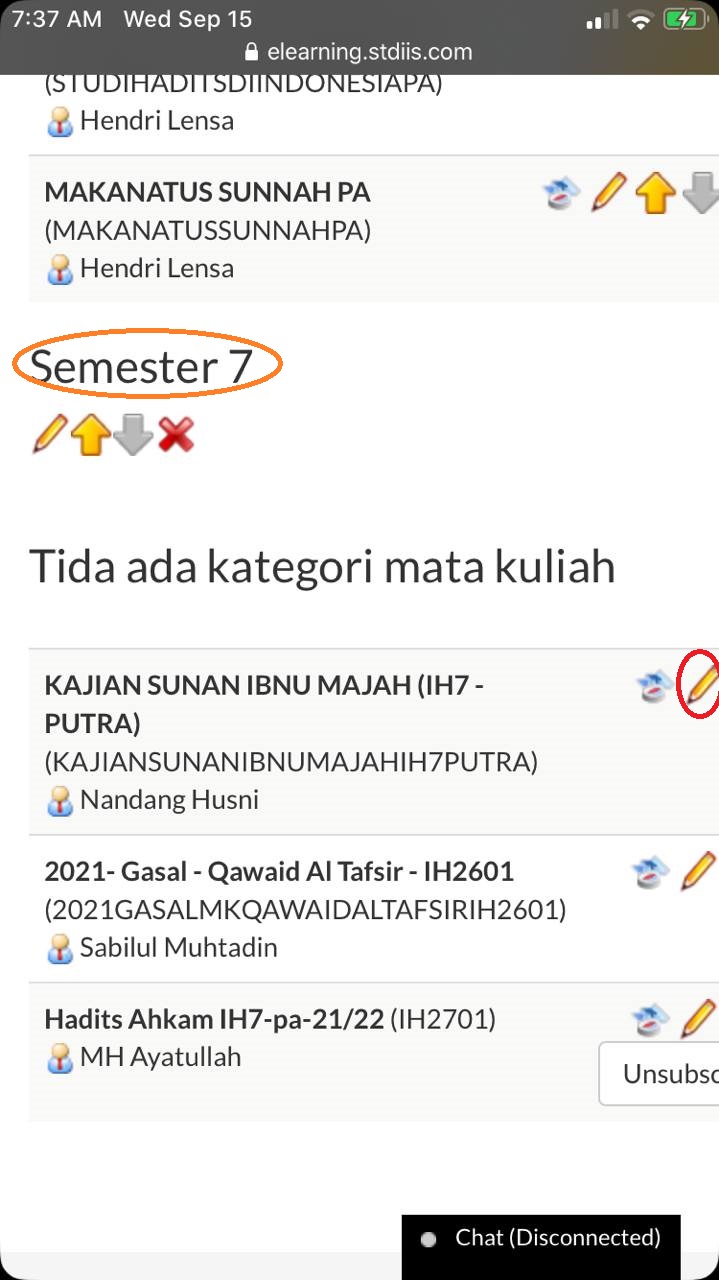 7:37 AM Wed Sep 15
elearning.stdiis.com
(STUDIHADITSDIINDONESIAPA)
Hendri Lensa
MAKANATUS SUNNAH PA
(MAKANATUSSUNNAHPA)
Hendri Lensa
Semester 7
Tida ada kategori mata kuliah
KAJIAN SUNAN IBNU MAJAH (IH7 -
PUTRA)
(KAJIANSUNANIBNUMAJAHIH7PUTRA)
Nandang Husni
2021- Gasal - Qawaid Al Tafsir - IH2601
(2021GASALMKQAWAIDALTAFSIRIH2601)
Sabilul Muhtadin
Hadits Ahkam IH7-pa-21/22 (IH2701)
MH Ayatullah
Unsubsc
Chat (Disconnected)